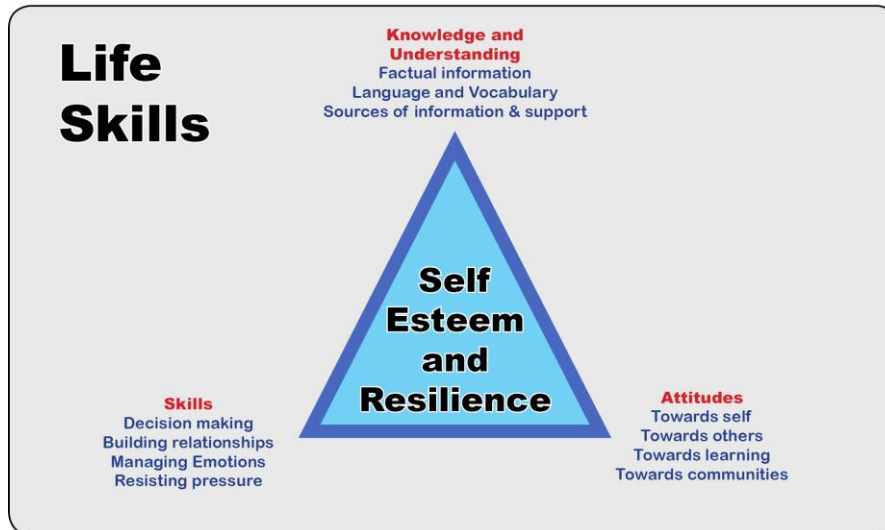 Life
Skills
Knowledge and
Understanding
Factual information
Language and Vocabulary
Sources of information & support
Self
Esteem
and
Resilience
Skills
Decision making
Building relationships
Managing Emotions
Resisting pressure
Attitudes
Towards self
Towards others
Towards learning
Towards communities